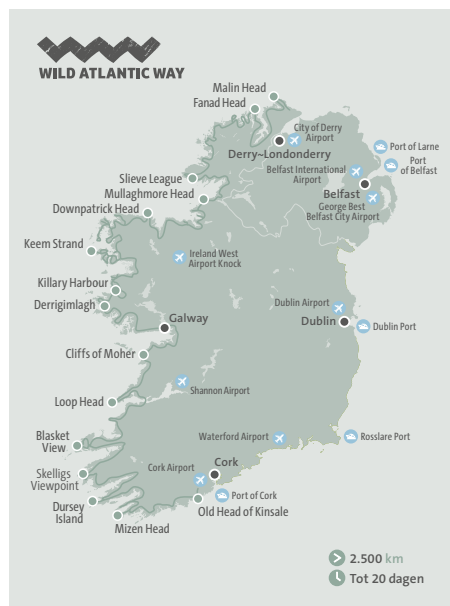 WILD ATLANTIC WAY
Malin Head
Fanad Head
City of Derry
Airport
Derry~Londonderry
Port of Larne
Belfast International
Airport
Port
of Belfast
Slieve League
Mullaghmore Head
Belfast
George Best
Belfast City Airport
Downpatrick Head
Keem Strand
Ireland West
Airport Knock
Killary Harbour
Derrigimlagh
Dublin Airport
Galway
Dublin
Dublin Port
Cliffs of Moher
Shannon Airport
Loop Head
Blasket
View
Waterford Airport
Rosslare Port
Cork
Cork Airport
Skelligs
Viewpoint
Port of Cork
Dursey
Island
Old Head of Kinsale
Mizen Head
2.500 km
Tot 20 dagen